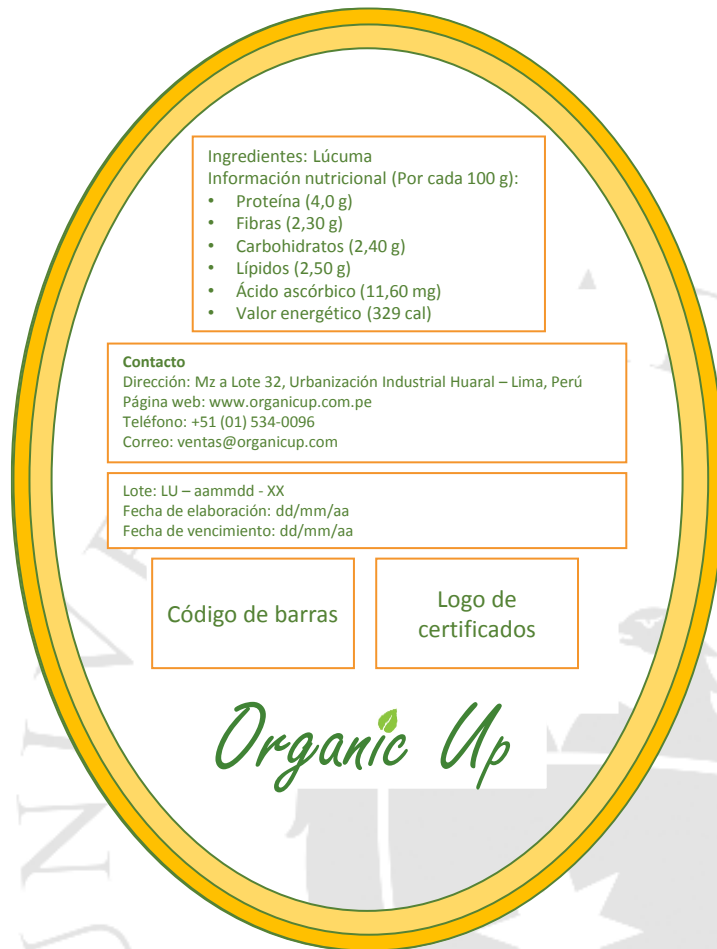 Ingredientes: Lúcuma
Información nutricional (Por cada 100 g):
• Proteína (4,0 g)
• Fibras (2,30 g)
• Carbohidratos (2,40 g)
• Lípidos (2,50 g)
• Ácido ascórbico (11,60 mg)
• Valor energético (329 cal)
Contacto
Dirección: Mz a Lote 32, Urbanización Industrial Huaral – Lima, Perú
Página web: www.organicup.com.pe
Teléfono: +51 (01) 534-0096
Correo: ventas@organicup.com
Lote: LU – aammdd - XX
Fecha de elaboración: dd/mm/aa
Fecha de vencimiento: dd/mm/aa
Código de barras
Logo de
certificados
Organic Up